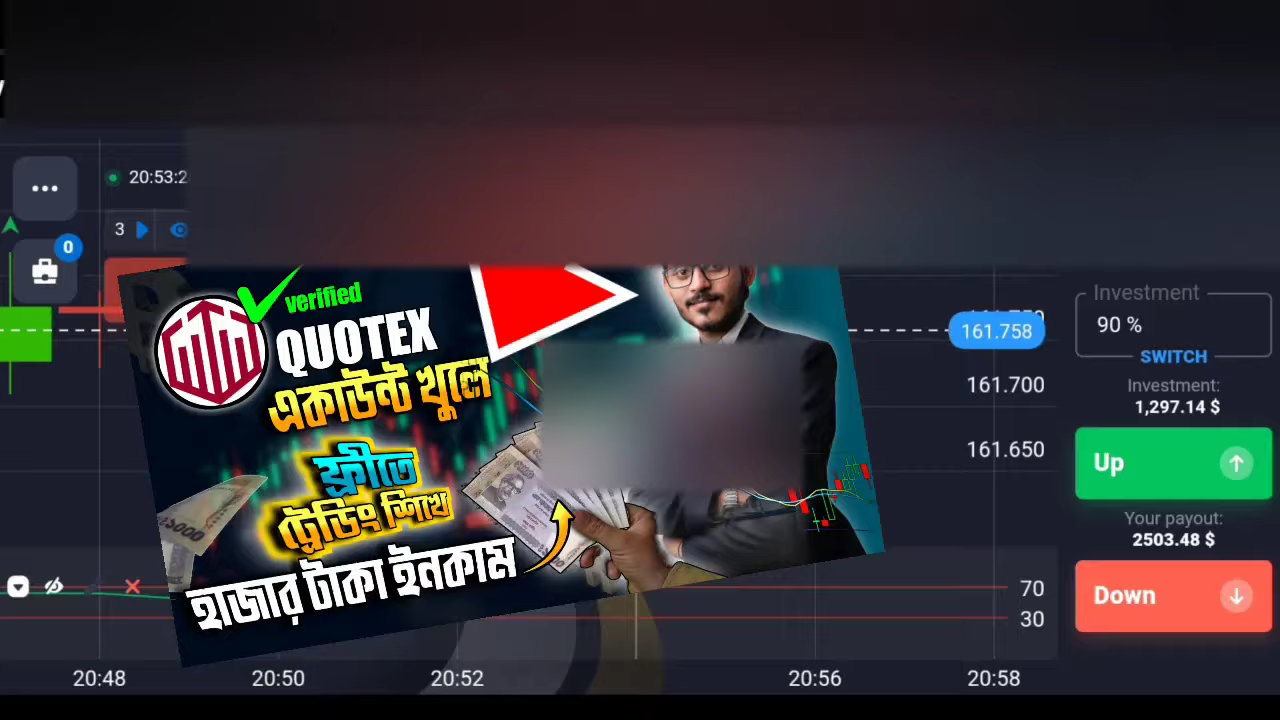 20:53:2
3
0
verified
QUOTEX
একাউন্ট খুলে
ফ্রীতে
ট্রেডিং শিখে
হাজার টাকা ইনকাম
161.758
161.700
161.650
70
30
Investment
90 %
SWITCH
Investment:
1,297.14 $
Up
Your payout:
2503.48 $
Down
20:48
20:50
20:52
20:56
20:58